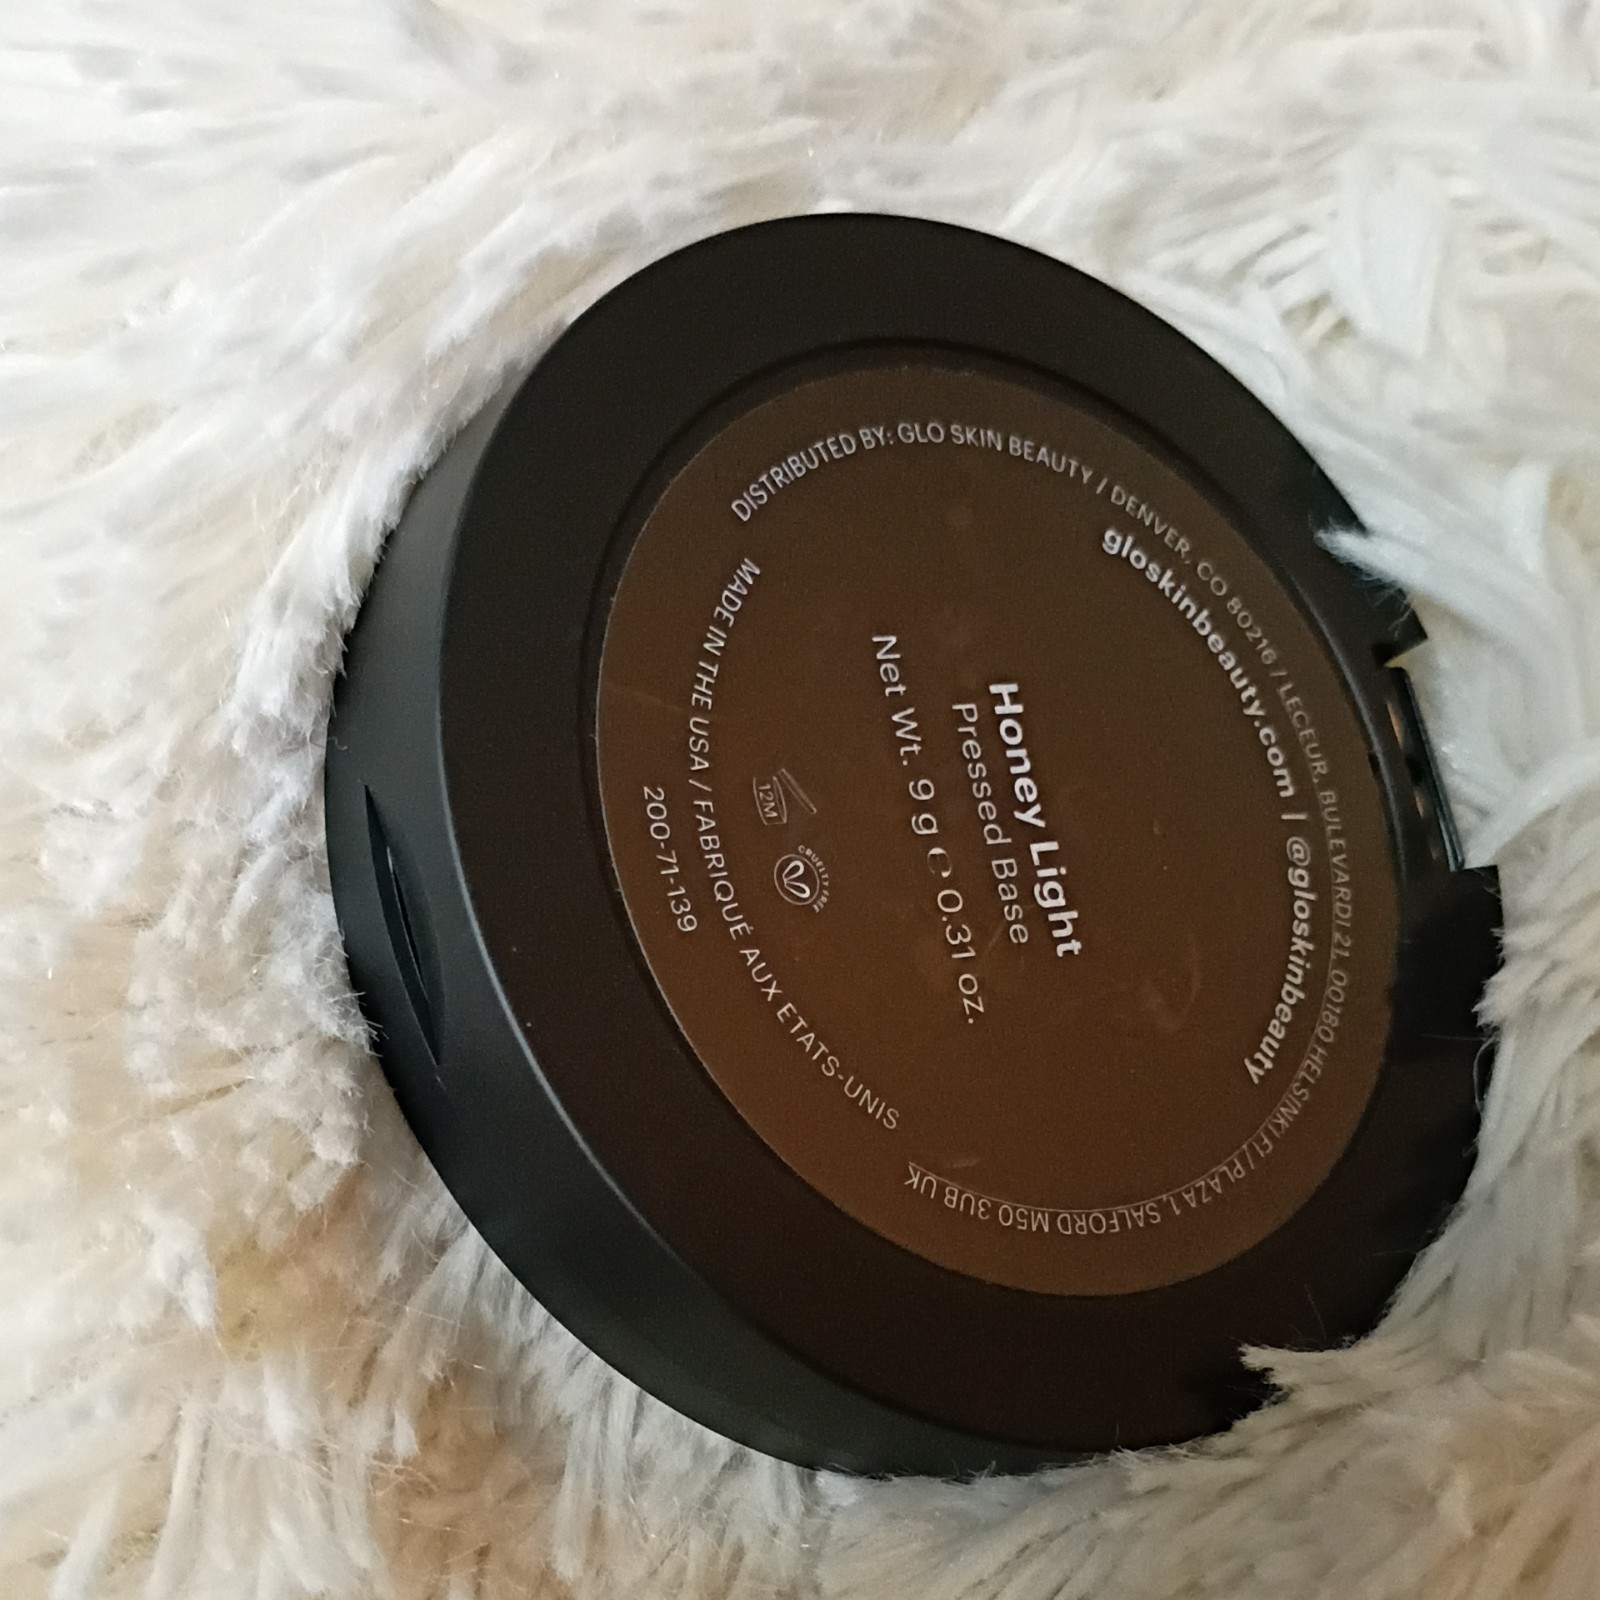 DISTRIBUTED BY: GLO SKIN BEAUTY / DENVER, CO 80216 / LECEUR, BULEVARDI 21, 00180 HELSINKI FI / PLAZA 1, SALFORD M50 3UB UK
gloskinbeauty.com | @gloskinbeauty
Honey Light
Pressed Base
Net Wt. 9 g e 0.31 oz.
12M
CRUELTY FREE
MADE IN THE USA / FABRIQUÉ AUX ETATS-UNIS
200-71-139